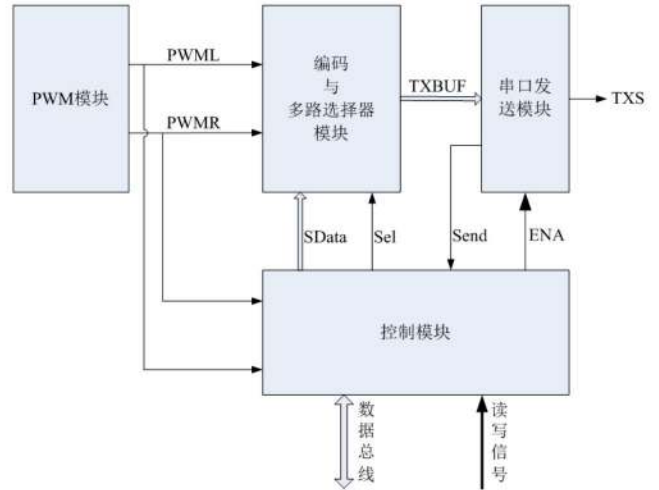 PWM模块
PWML
PWMR
编码
与
多路选择器
模块
TXBUF
串口发
送模块
TXS
SData
Sel
Send
ENA
控制模块
数据总线
读写信号